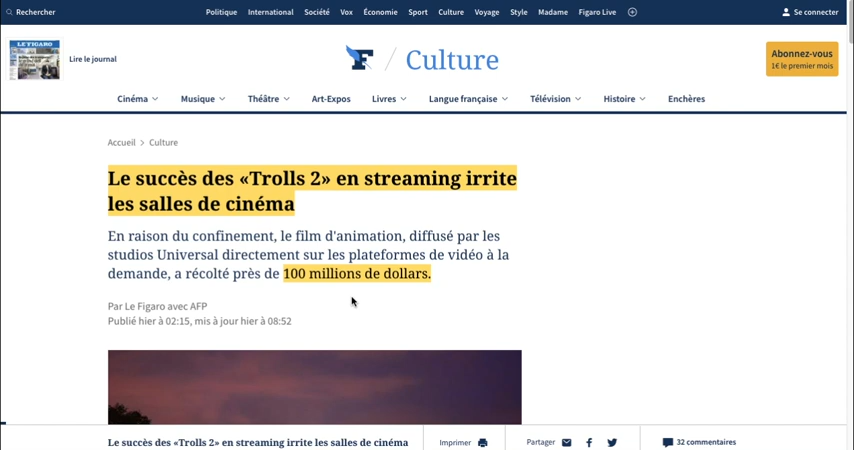 Rechercher
Politique International Société Vox Économie Sport Culture Voyage Style Madame Figaro Live
Se connecter
LE FIGARO
Lire le journal
F / Culture
Abonnez-vous
1€ le premier mois
Cinéma Musique Théâtre Art-Expos Livres Langue française Télévision Histoire Enchères
Accueil > Culture
Le succès des «Trolls 2» en streaming irrite
les salles de cinéma
En raison du confinement, le film d'animation, diffusé par les
studios Universal directement sur les plateformes de vidéo à la
demande, a récolté près de 100 millions de dollars.
Par Le Figaro avec AFP
Publié hier à 02:15, mis à jour hier à 08:52
Le succès des «Trolls 2» en streaming irrite les salles de cinéma
Imprimer
Partager
32 commentaires